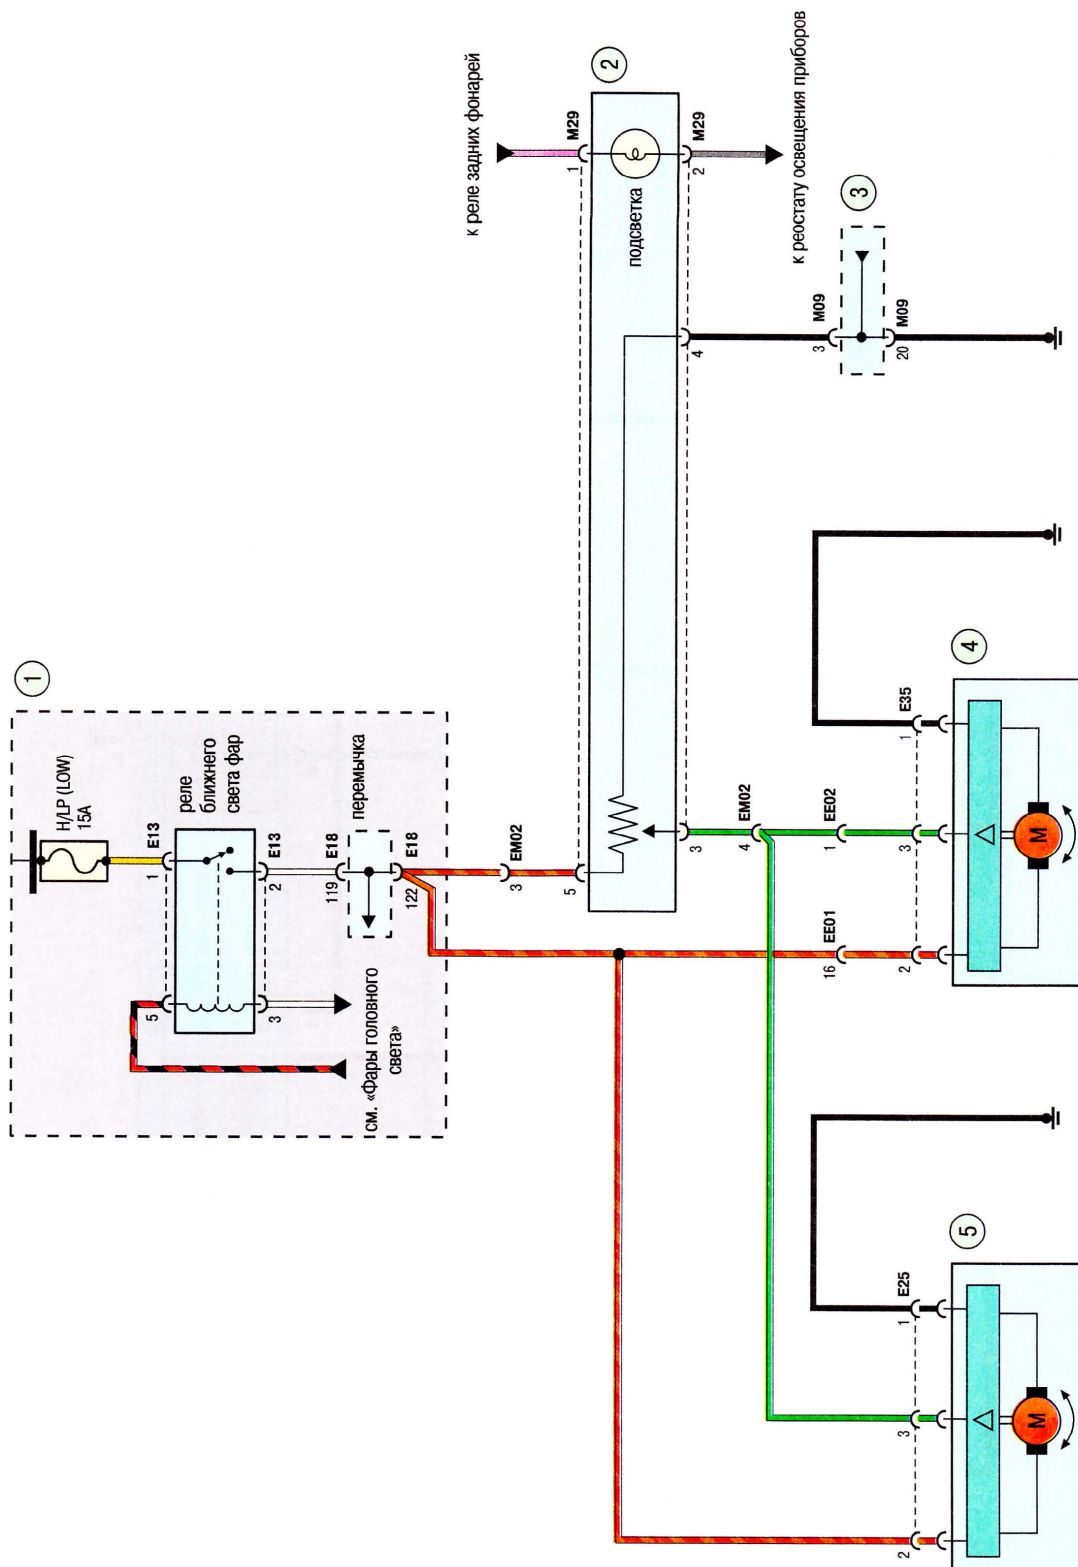 1
H/LP (LOW)
15A
реле
ближнего
света фар
перемычка
см. «Фары головного
света»
E13
1
5
E13
2
3
E18
119
E18
122
EM02
3
5
2
к реле задних фонарей
M29
1
подсветка
M29
2
к реостату освещения приборов
4
3
M09
3
M09
20
3
EM02
4
EE02
1
EE01
16
4
E35
1
3
2
M
5
E25
1
3
2
M